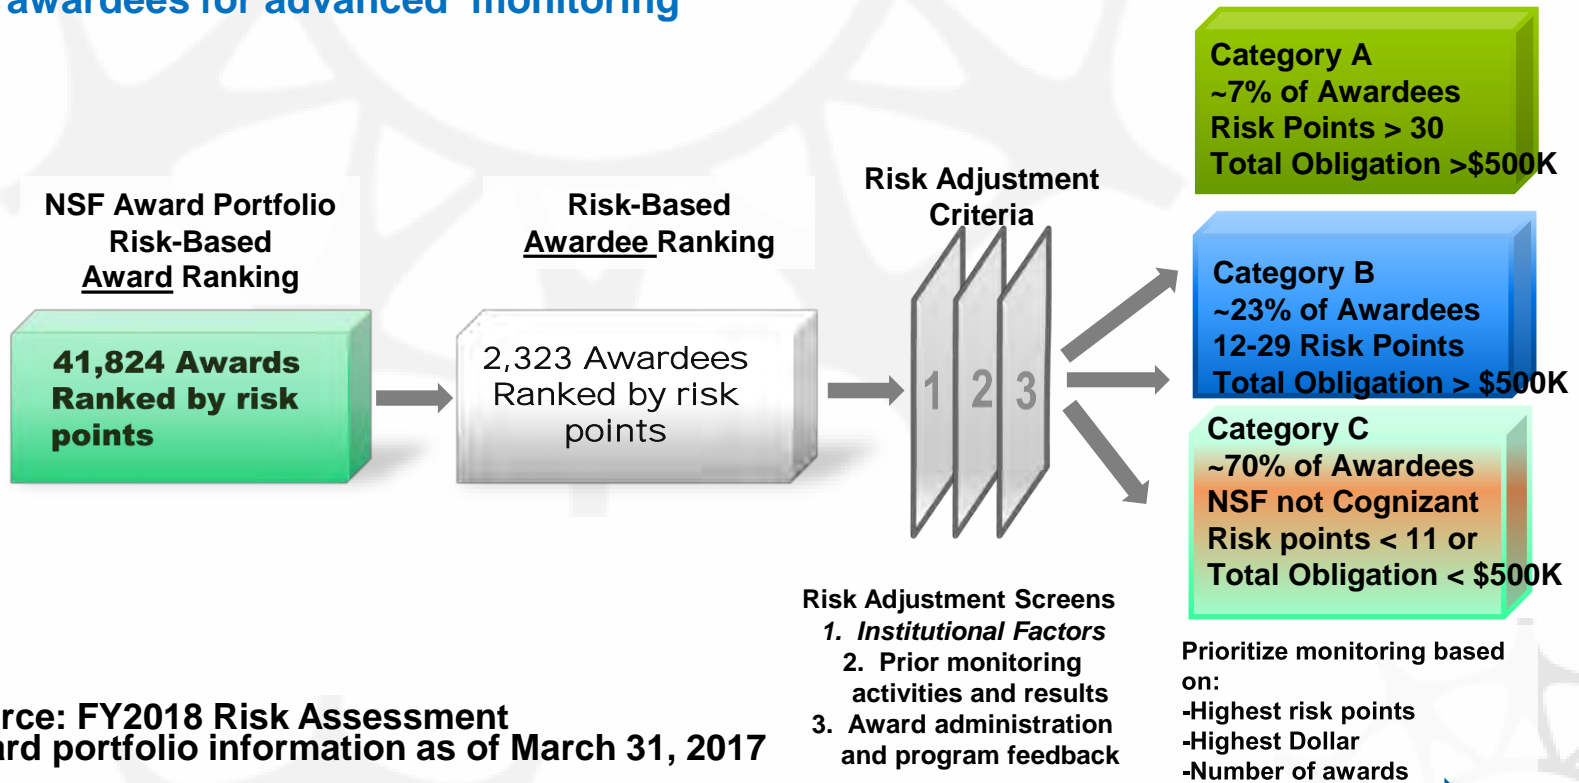 awardees for advanced monitoring
NSF Award Portfolio
Risk-Based
Award Ranking
41,824 Awards
Ranked by risk
points
Risk-Based
Awardee Ranking
2,323 Awardees
Ranked by risk
points
Risk Adjustment
Criteria
1 2 3
Risk Adjustment Screens
1. Institutional Factors
2. Prior monitoring
activities and results
3. Award administration
and program feedback
Category A
~7% of Awardees
Risk Points > 30
Total Obligation >$500K
Category B
~23% of Awardees
12-29 Risk Points
Total Obligation > $500K
Category C
~70% of Awardees
NSF not Cognizant
Risk points < 11 or
Total Obligation < $500K
Prioritize monitoring based
on:
-Highest risk points
-Highest Dollar
-Number of awards
rce: FY2018 Risk Assessment
ard portfolio information as of March 31, 2017